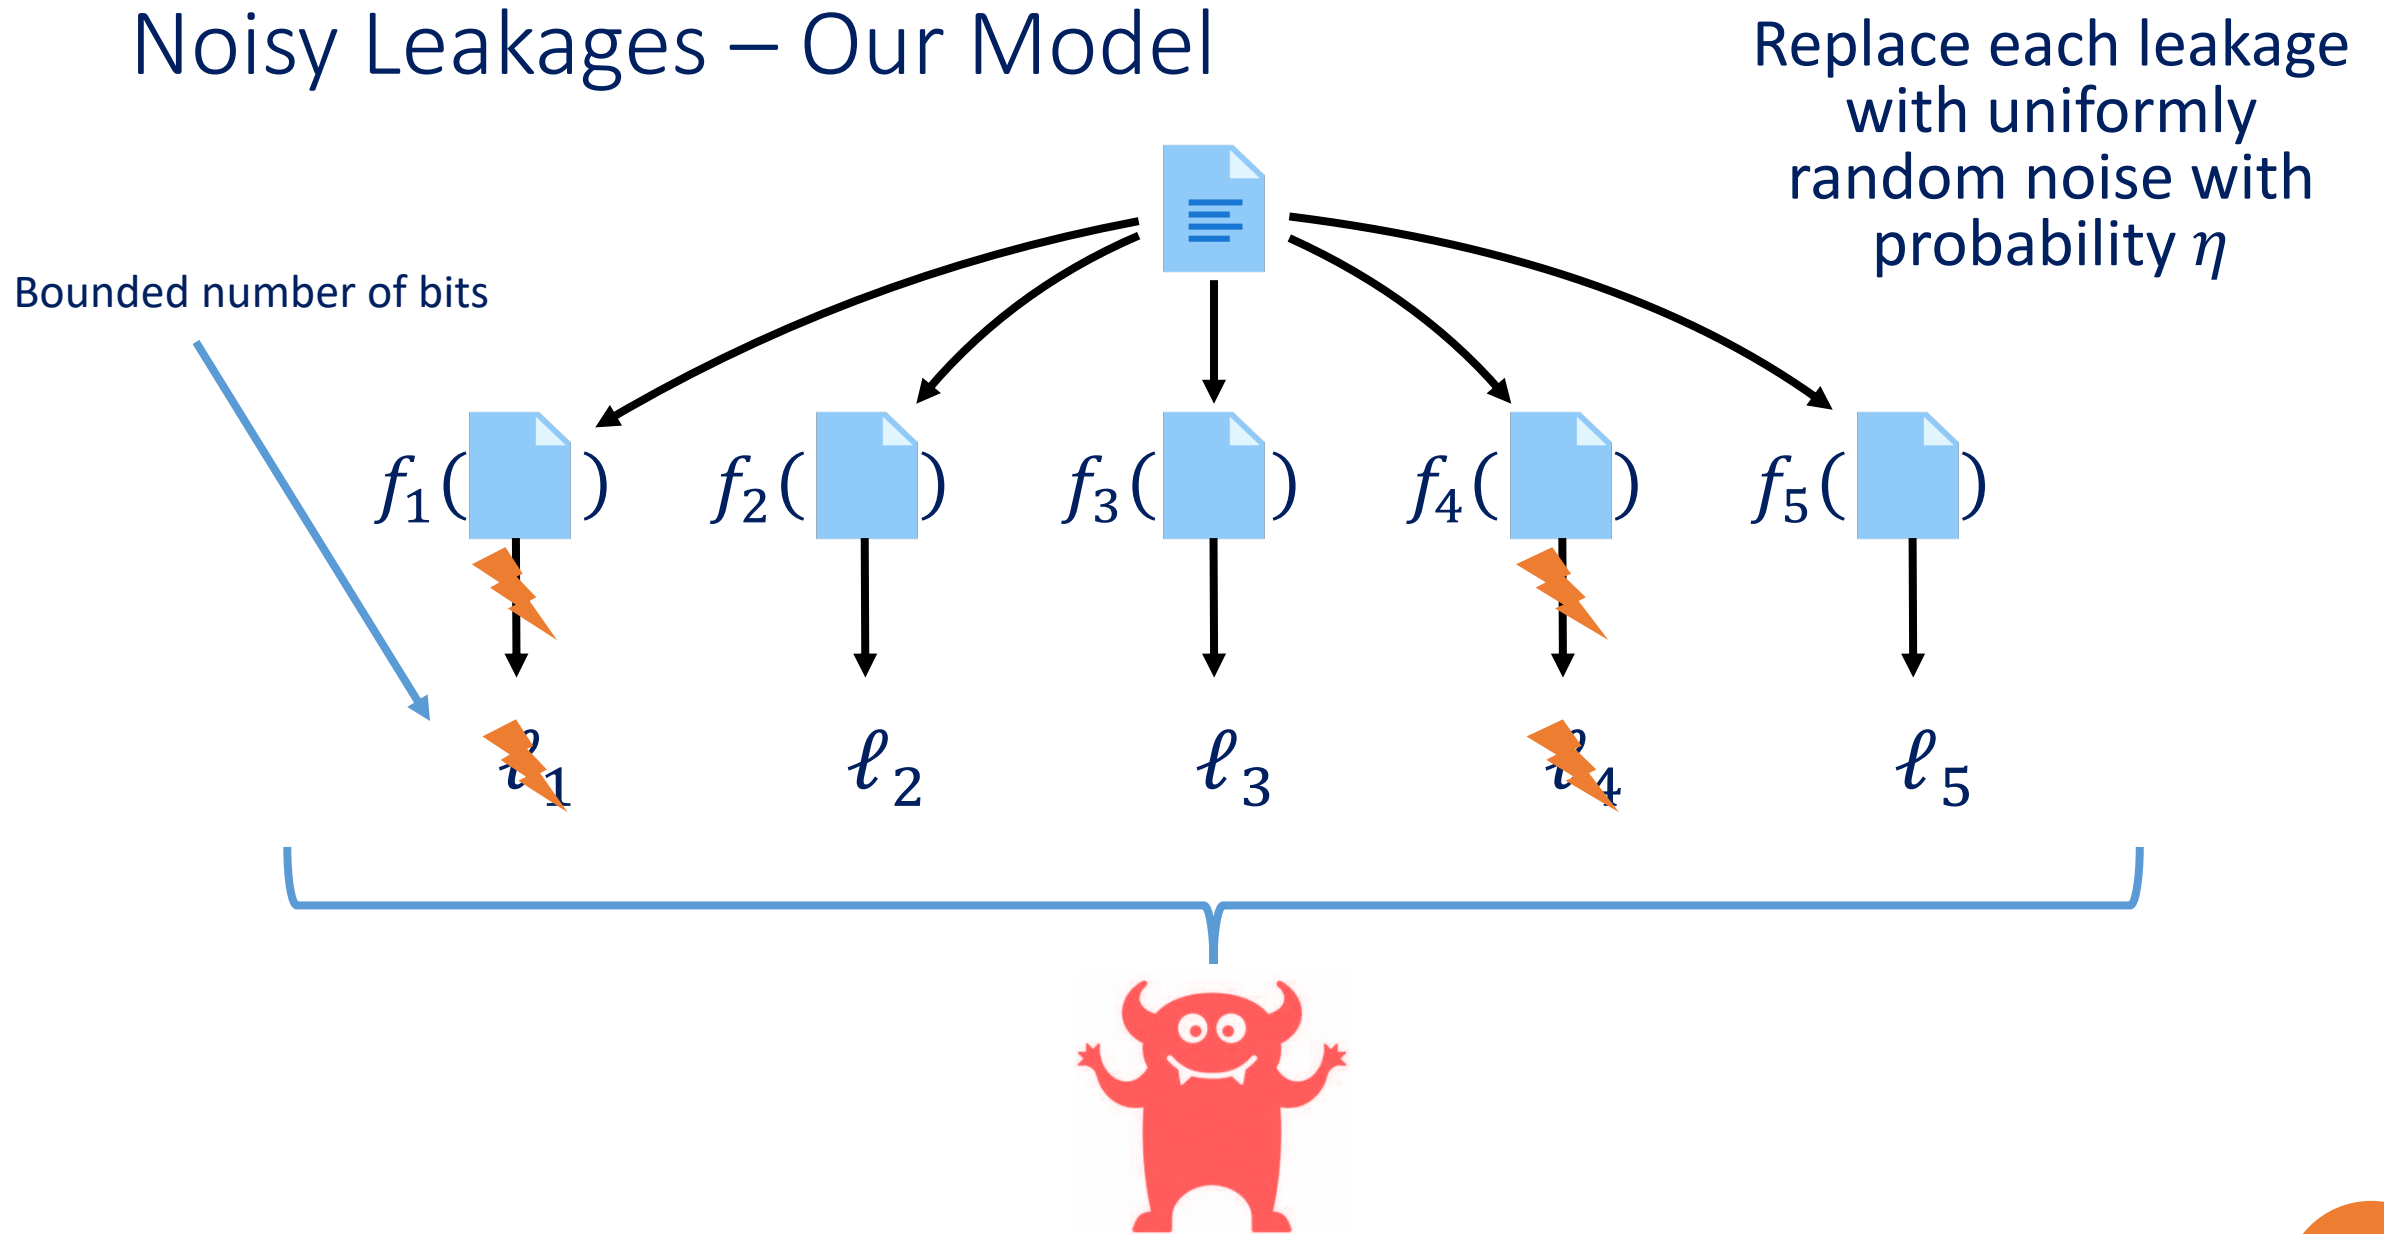 Noisy Leakages – Our Model
Replace each leakage
with uniformly
random noise with
probability η
Bounded number of bits
f₁( ) f₂( ) f₃( ) f₄( ) f₅( )
ℓ₁ ℓ₂ ℓ₃ ℓ₄ ℓ₅